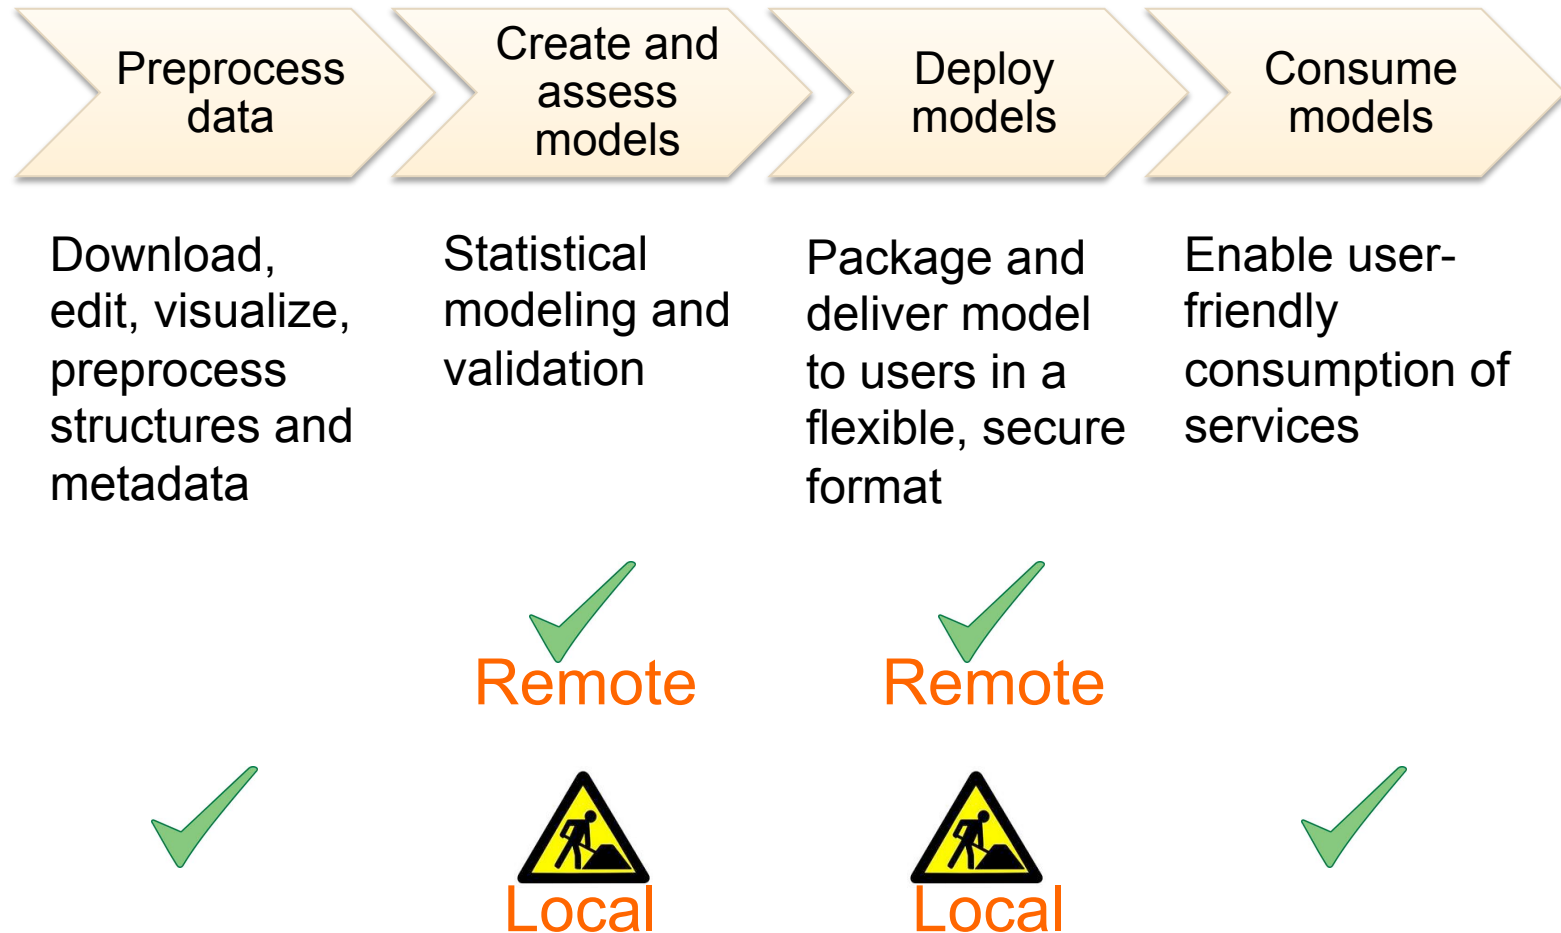 Preprocess
data
Create and
assess
models
Deploy
models
Consume
models
Download,
edit, visualize,
preprocess
structures and
metadata
Statistical
modeling and
validation
Package and
deliver model
to users in a
flexible, secure
format
Enable user-
friendly
consumption of
services
Remote
Remote
Local
Local